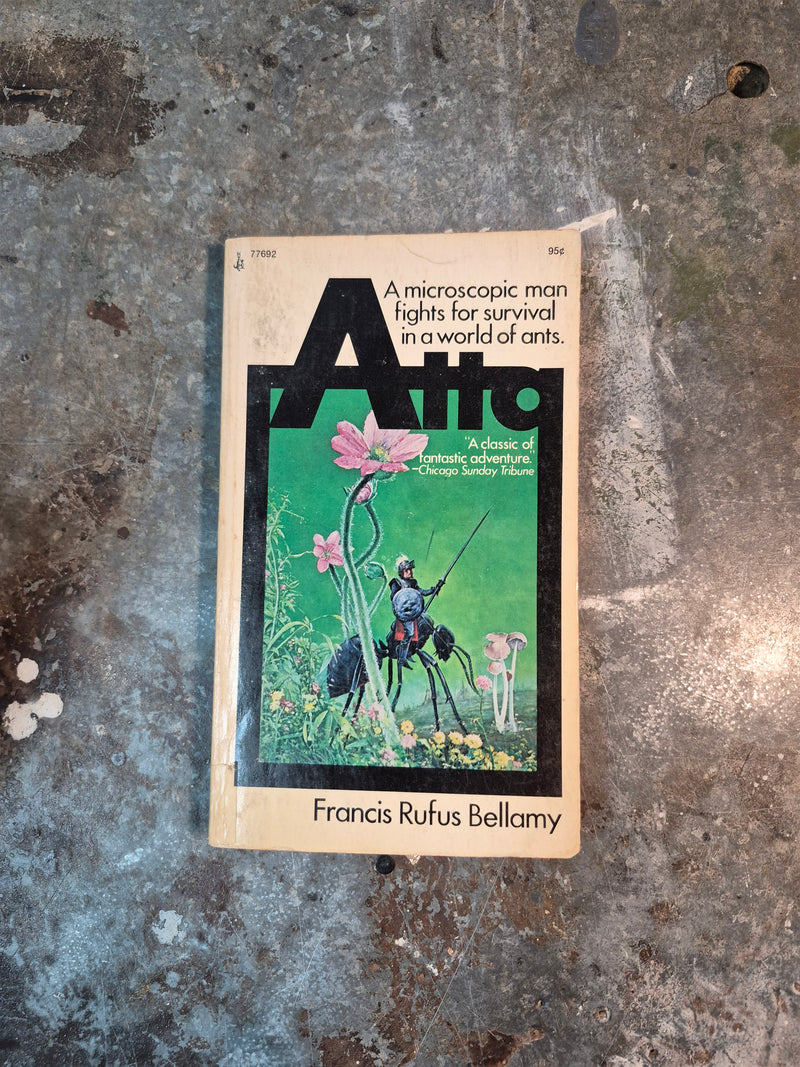 77692
95¢
A microscopic man
fights for survival
in a world of ants.
Atta
"A classic of
fantastic adventure."
—Chicago Sunday Tribune
Francis Rufus Bellamy